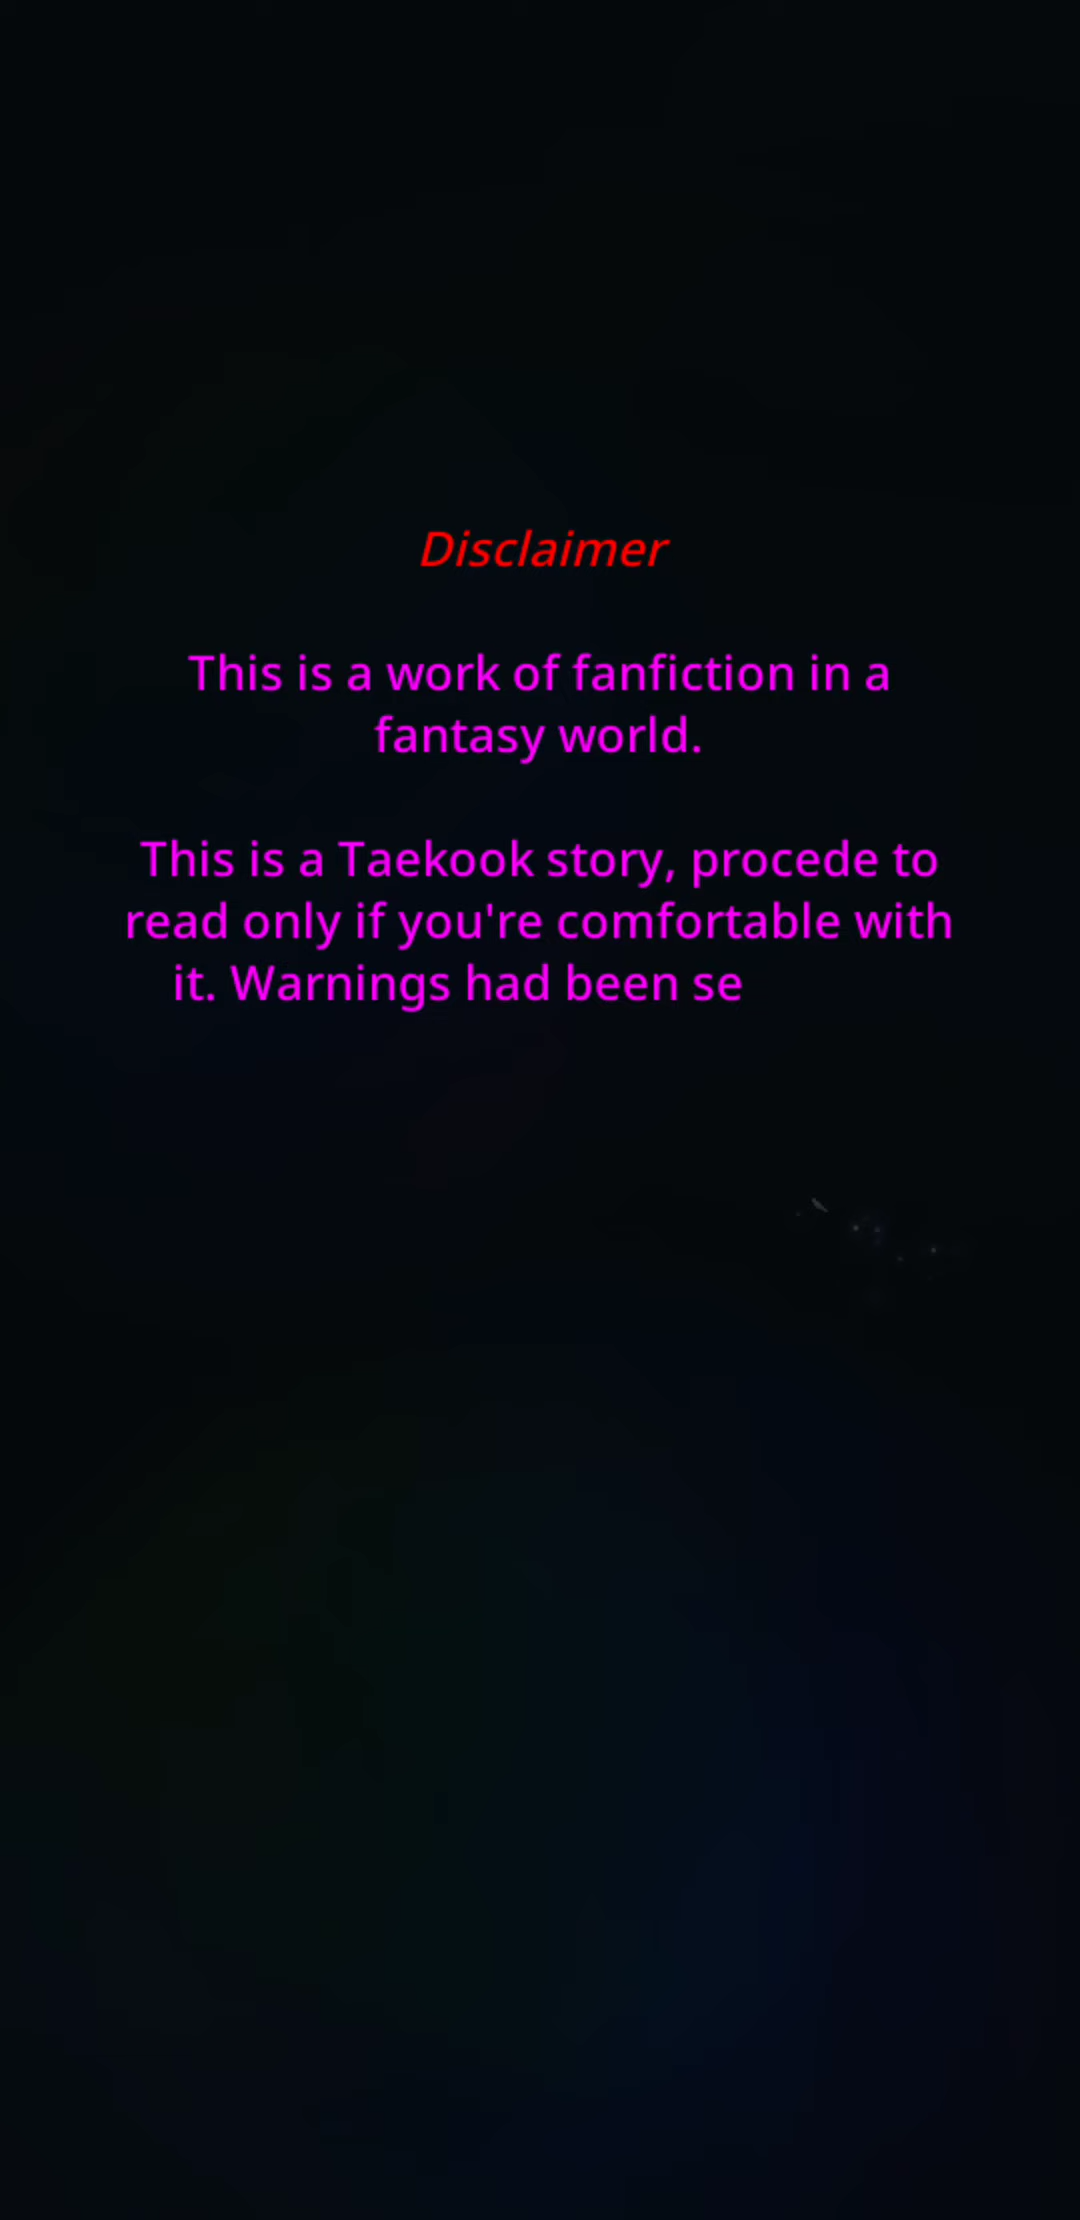 Disclaimer
This is a work of fanfiction in a
fantasy world.
This is a Taekook story, procede to
read only if you're comfortable with
it. Warnings had been se